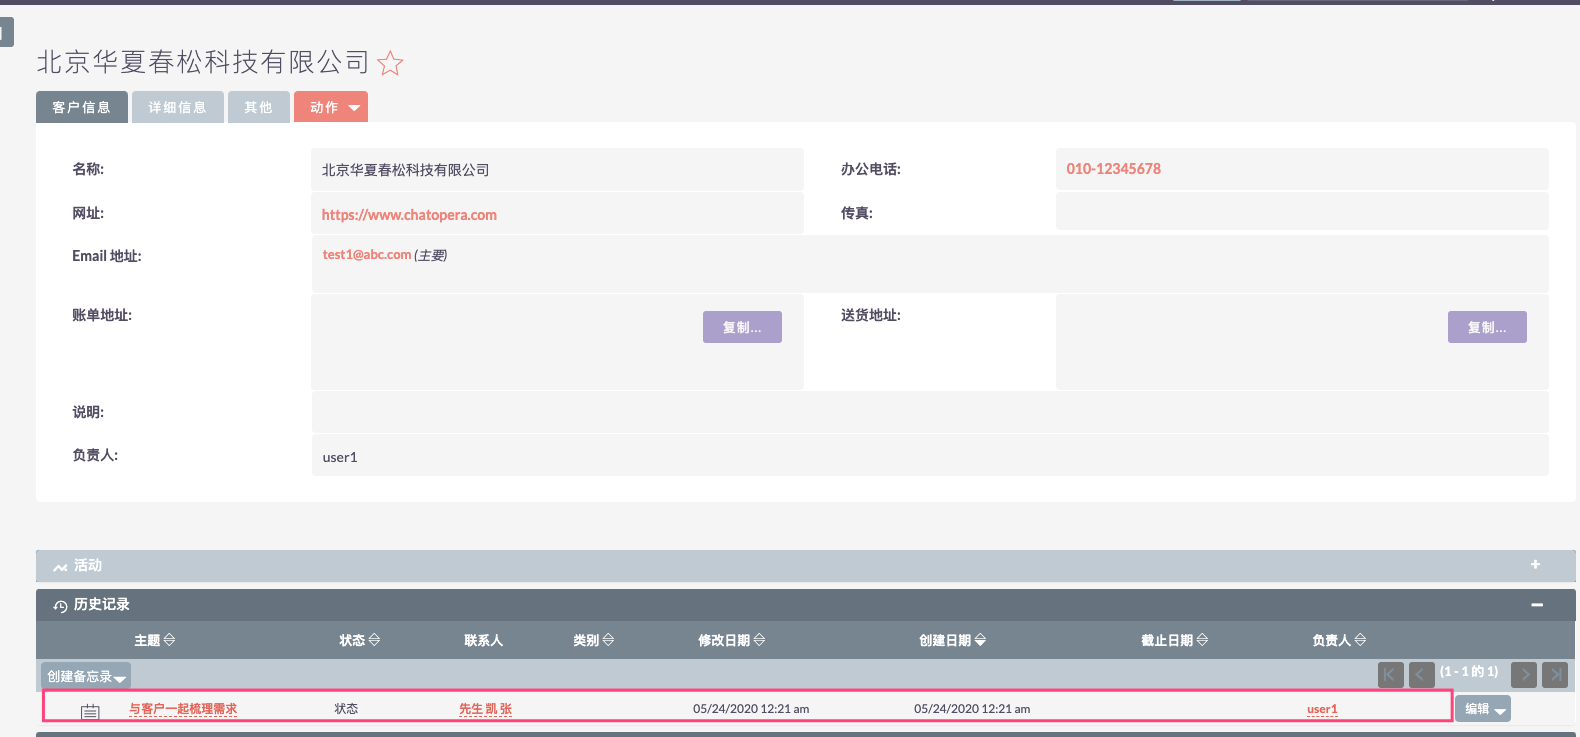 北京华夏春松科技有限公司
客户信息 详细信息 其他 动作
名称: 北京华夏春松科技有限公司 办公电话: 010-12345678
网址: https://www.chatopera.com 传真:
Email 地址: test1@abc.com (主要)
账单地址: 复制... 送货地址: 复制...
说明:
负责人: user1
活动
历史记录
主题 状态 联系人 类别 修改日期 创建日期 截止日期 负责人
创建备忘录 (1 - 1 的 1)
与客户一起梳理需求 状态 先生 凯 张 05/24/2020 12:21 am 05/24/2020 12:21 am user1 编辑